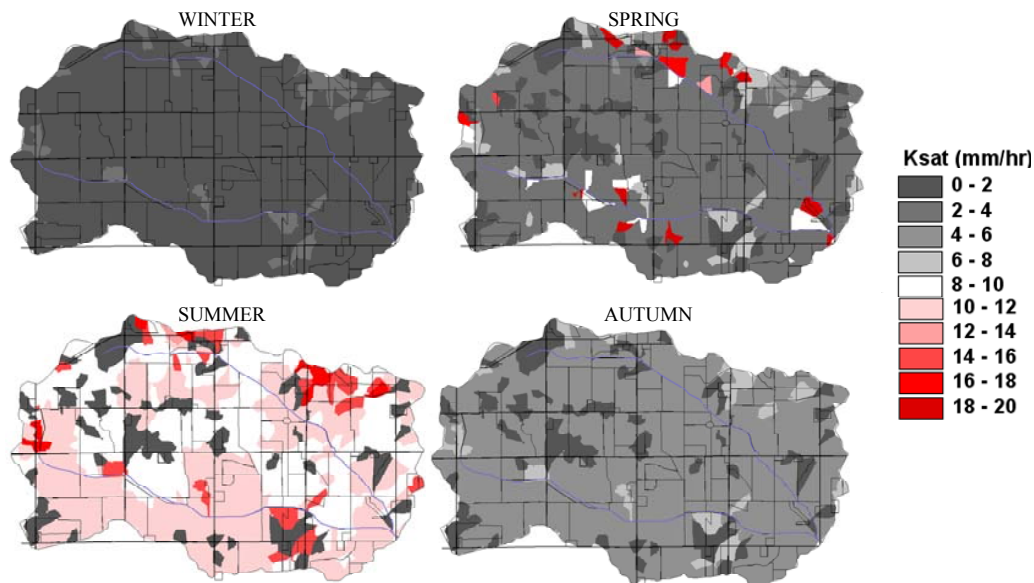 WINTER
SPRING
SUMMER
AUTUMN
Ksat (mm/hr)
0 - 2
2 - 4
4 - 6
6 - 8
8 - 10
10 - 12
12 - 14
14 - 16
16 - 18
18 - 20